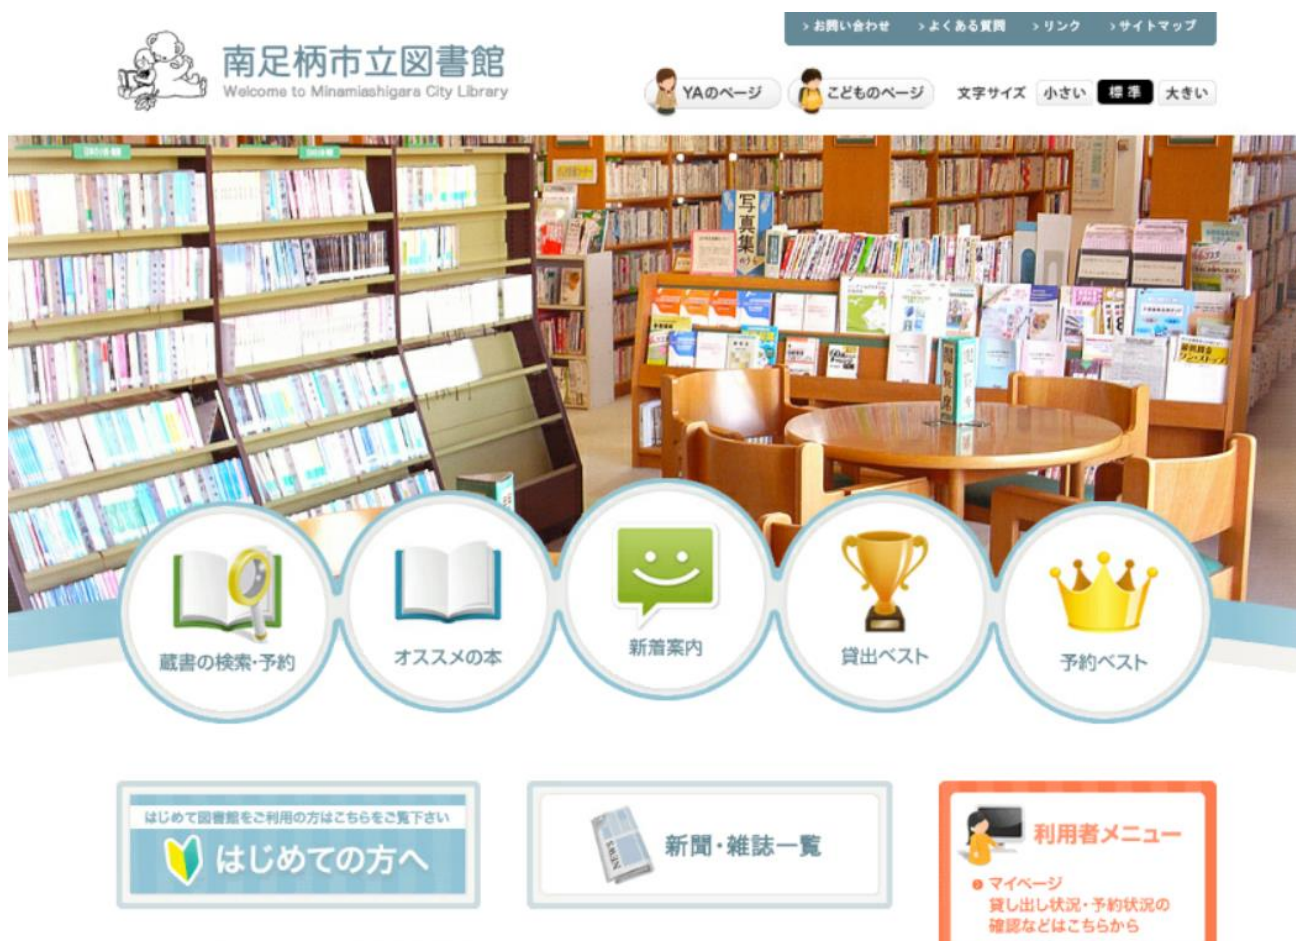 お問い合わせ
よくある質問
リンク
サイトマップ
南足柄市立図書館
Welcome to Minamiashigara City Library
YAのページ
こどものページ
文字サイズ
小さい
標準
大きい
写真集
閲覧席
蔵書の検索・予約
オススメの本
新着案内
貸出ベスト
予約ベスト
はじめて図書館をご利用の方はこちらをご覧下さい
はじめての方へ
NEWS
新聞・雑誌一覧
利用者メニュー
マイページ
貸し出し状況・予約状況の
確認などはこちらから